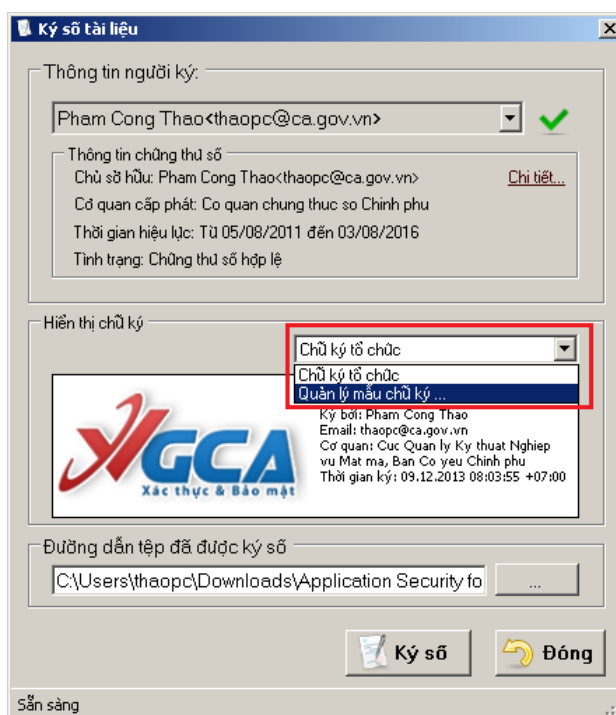 Ký số tài liệu
Thông tin người ký:
Pham Cong Thao<thaopc@ca.gov.vn>
Thông tin chứng thư số
Chủ sở hữu: Pham Cong Thao<thaopc@ca.gov.vn>
Chi tiết...
Cơ quan cấp phát: Co quan chung thuc so Chinh phu
Thời gian hiệu lực: Từ 05/08/2011 đến 03/08/2016
Tình trạng: Chứng thư số hợp lệ
Hiển thị chữ ký
Chữ ký tổ chức
Chữ ký tổ chức
Quản lý mẫu chữ ký ...
VGCA
Xác thực & Bảo mật
Ký bởi: Pham Cong Thao
Email: thaopc@ca.gov.vn
Cơ quan: Cuc Quan ly Ky thuat Nghiep
vu Mat ma, Ban Co yeu Chinh phu
Thời gian ký: 09.12.2013 08:03:55 +07:00
Đường dẫn tệp đã được ký số
C:\Users\thaopc\Downloads\Application Security fo
...
Ký số
Đóng
Sẵn sàng